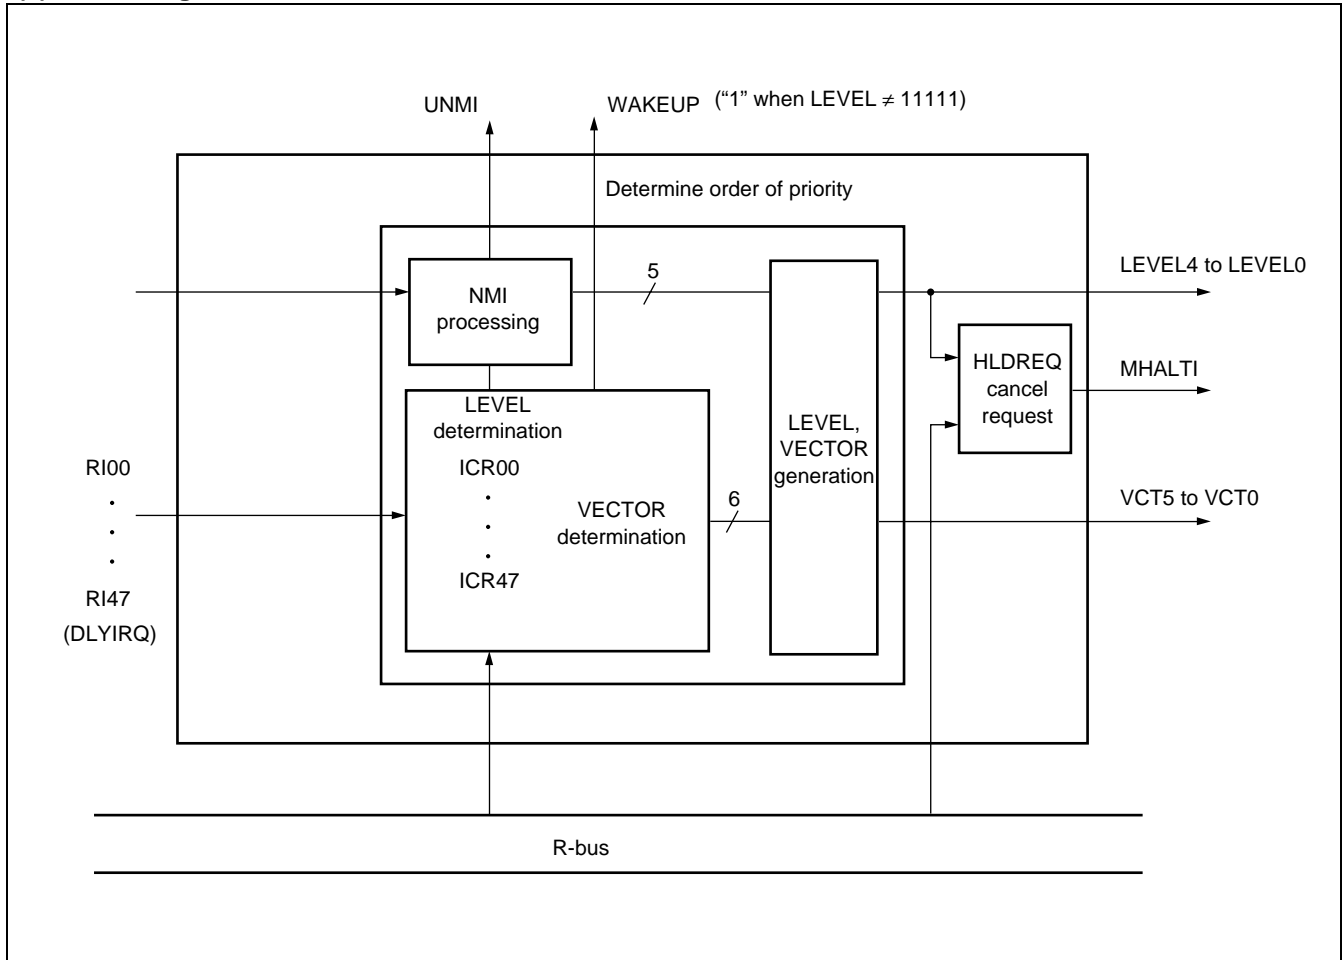 UNMI
WAKEUP
(“1” when LEVEL ≠ 11111)
Determine order of priority
5
LEVEL4 to LEVEL0
NMI
processing
HLDREQ
cancel
request
MHALTI
LEVEL
determination
LEVEL,
VECTOR
generation
RI00
.
.
.
RI47
(DLYIRQ)
ICR00
.
.
.
ICR47
VECTOR
determination
6
VCT5 to VCT0
R-bus